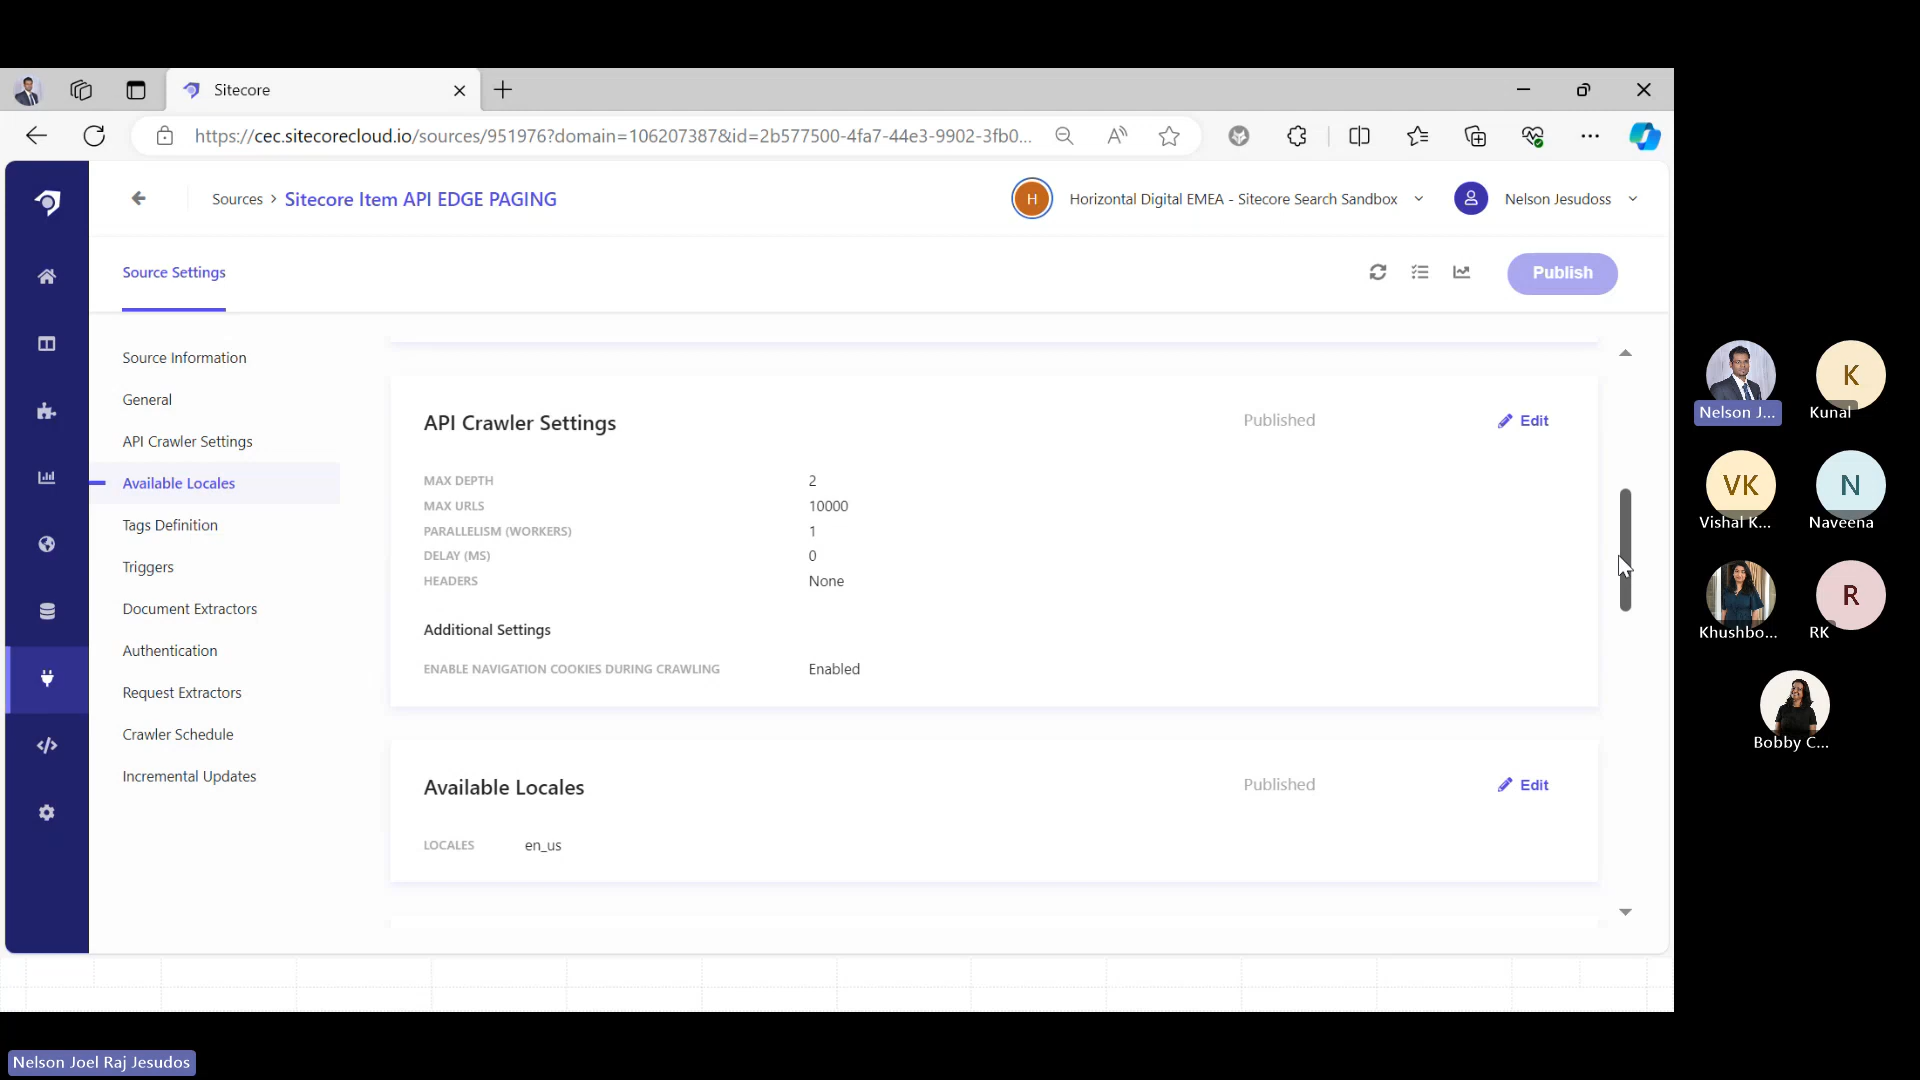 Sitecore
https://cec.sitecorecloud.io/sources/951976?domain=106207387&id=2b577500-4fa7-44e3-9902-3fb0...
Sources > Sitecore Item API EDGE PAGING
H
Horizontal Digital EMEA - Sitecore Search Sandbox
Nelson Jesudoss
Source Settings
Publish
Source Information
General
API Crawler Settings
Available Locales
Tags Definition
Triggers
Document Extractors
Authentication
Request Extractors
Crawler Schedule
Incremental Updates
API Crawler Settings
Published
Edit
MAX DEPTH 2
MAX URLS 10000
PARALLELISM (WORKERS) 1
DELAY (MS) 0
HEADERS None
Additional Settings
ENABLE NAVIGATION COOKIES DURING CRAWLING Enabled
Available Locales
Published
Edit
LOCALES en_us
Nelson J...
K
Kunal
VK
Vishal K...
N
Naveena
Khushbo...
R
RK
Bobby C...
Nelson Joel Raj Jesudos